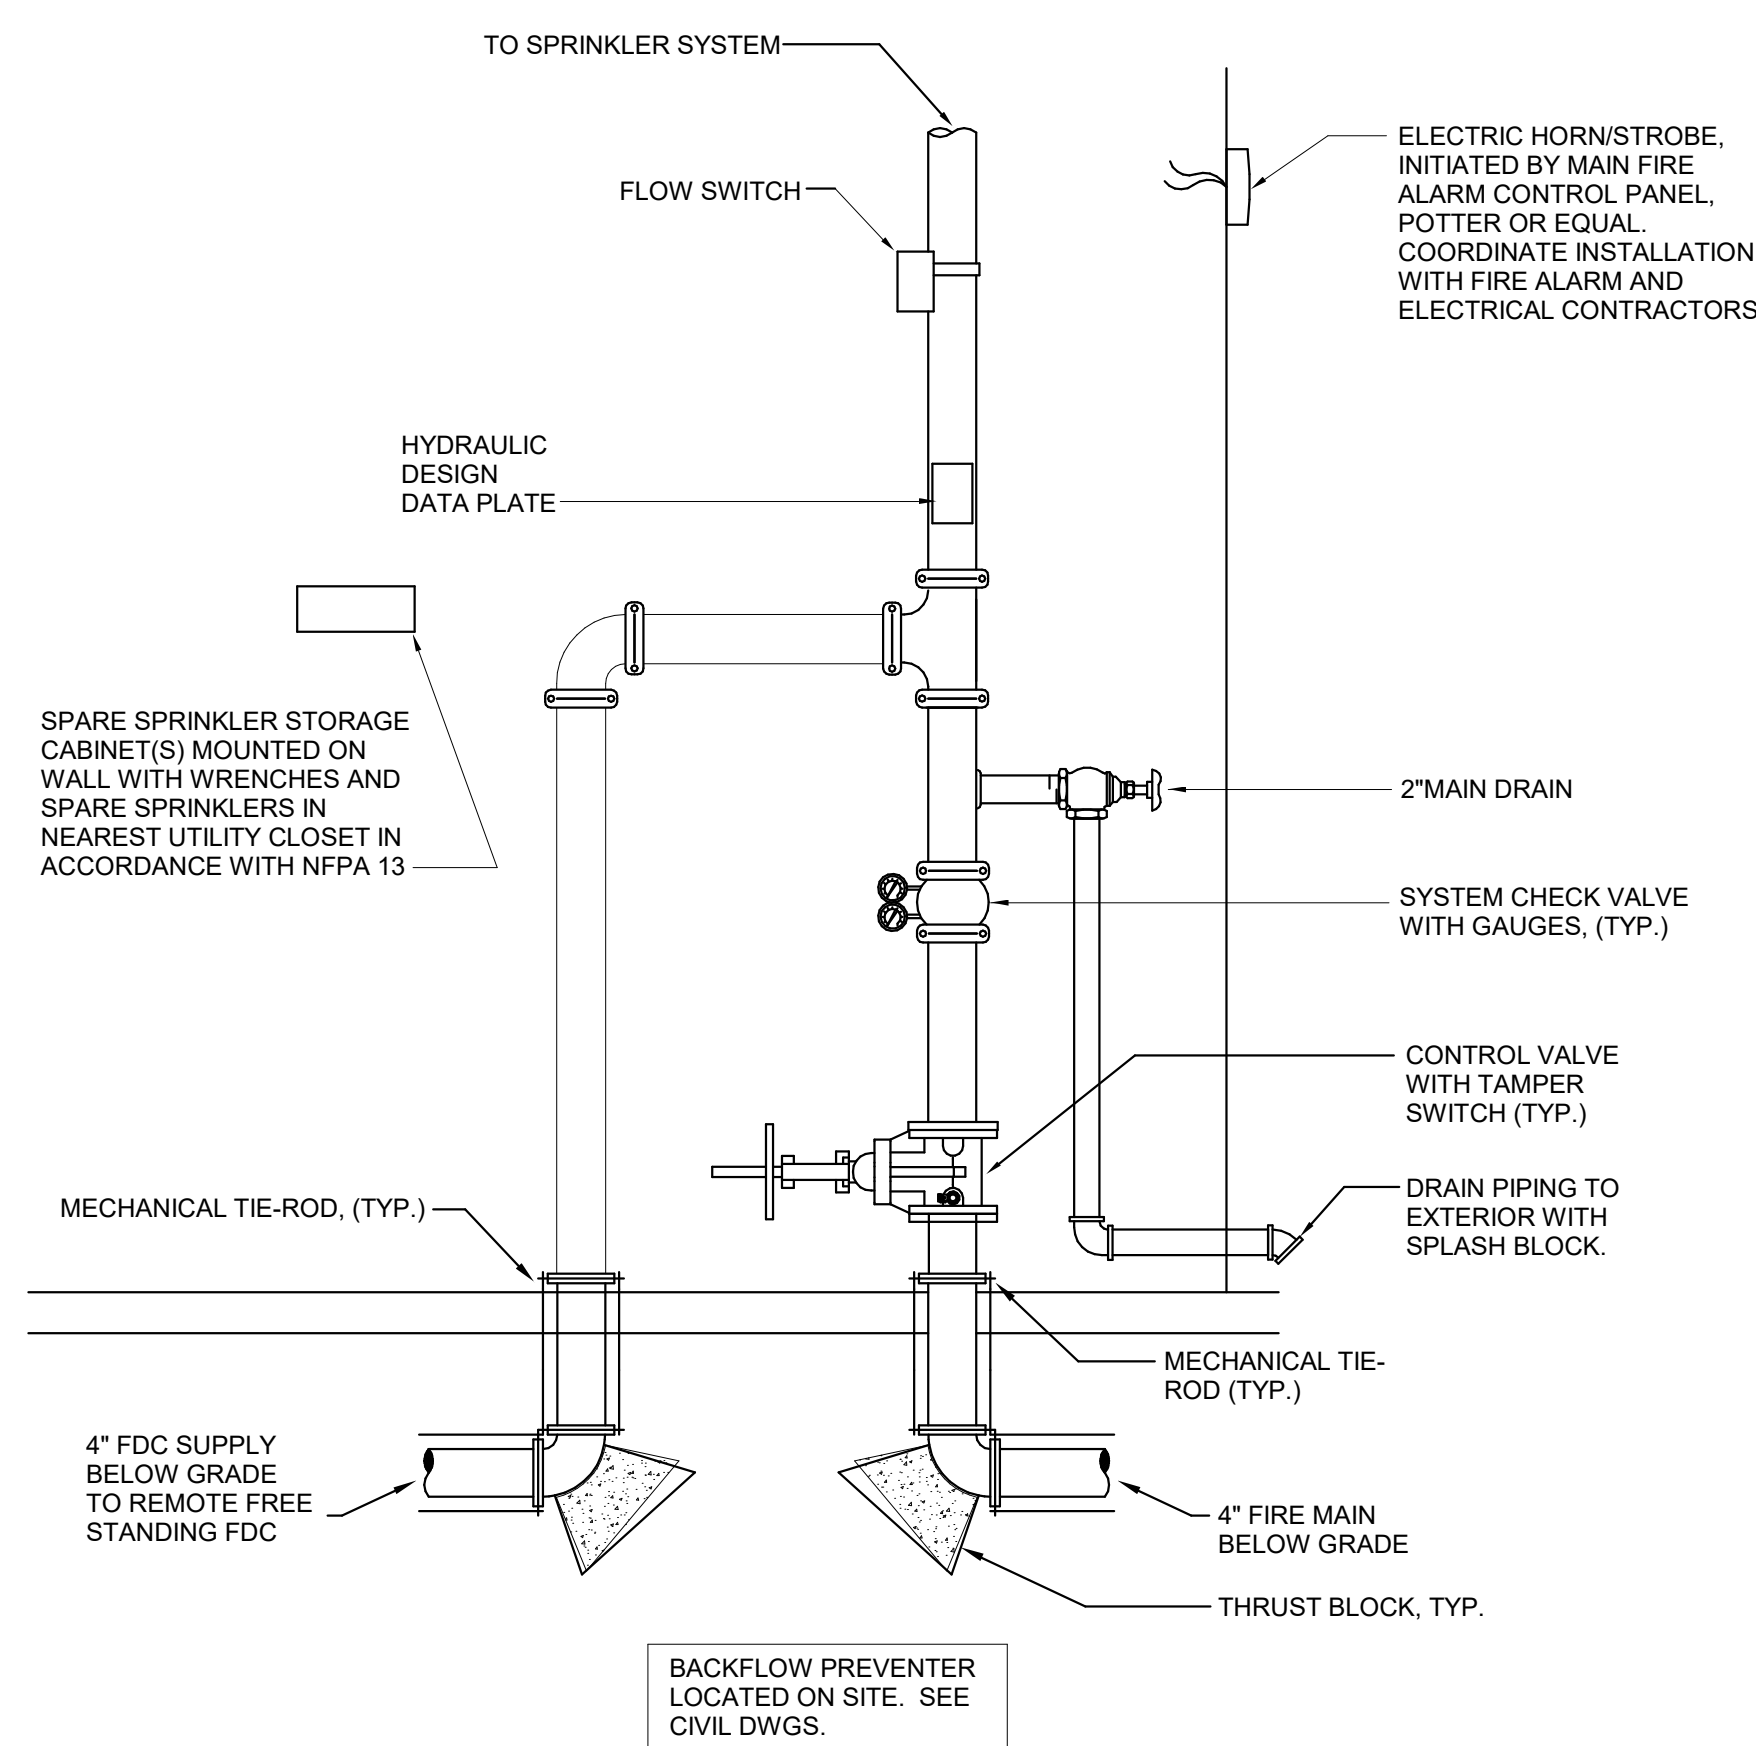 TO SPRINKLER SYSTEM
FLOW SWITCH
ELECTRIC HORN/STROBE,
INITIATED BY MAIN FIRE
ALARM CONTROL PANEL,
POTTER OR EQUAL.
COORDINATE INSTALLATION
WITH FIRE ALARM AND
ELECTRICAL CONTRACTORS
HYDRAULIC
DESIGN
DATA PLATE
SPARE SPRINKLER STORAGE
CABINET(S) MOUNTED ON
WALL WITH WRENCHES AND
SPARE SPRINKLERS IN
NEAREST UTILITY CLOSET IN
ACCORDANCE WITH NFPA 13
2"MAIN DRAIN
SYSTEM CHECK VALVE
WITH GAUGES, (TYP.)
CONTROL VALVE
WITH TAMPER
SWITCH (TYP.)
MECHANICAL TIE-ROD, (TYP.)
DRAIN PIPING TO
EXTERIOR WITH
SPLASH BLOCK.
MECHANICAL TIE-
ROD (TYP.)
4" FDC SUPPLY
BELOW GRADE
TO REMOTE FREE
STANDING FDC
4" FIRE MAIN
BELOW GRADE
THRUST BLOCK, TYP.
BACKFLOW PREVENTER
LOCATED ON SITE. SEE
CIVIL DWGS.